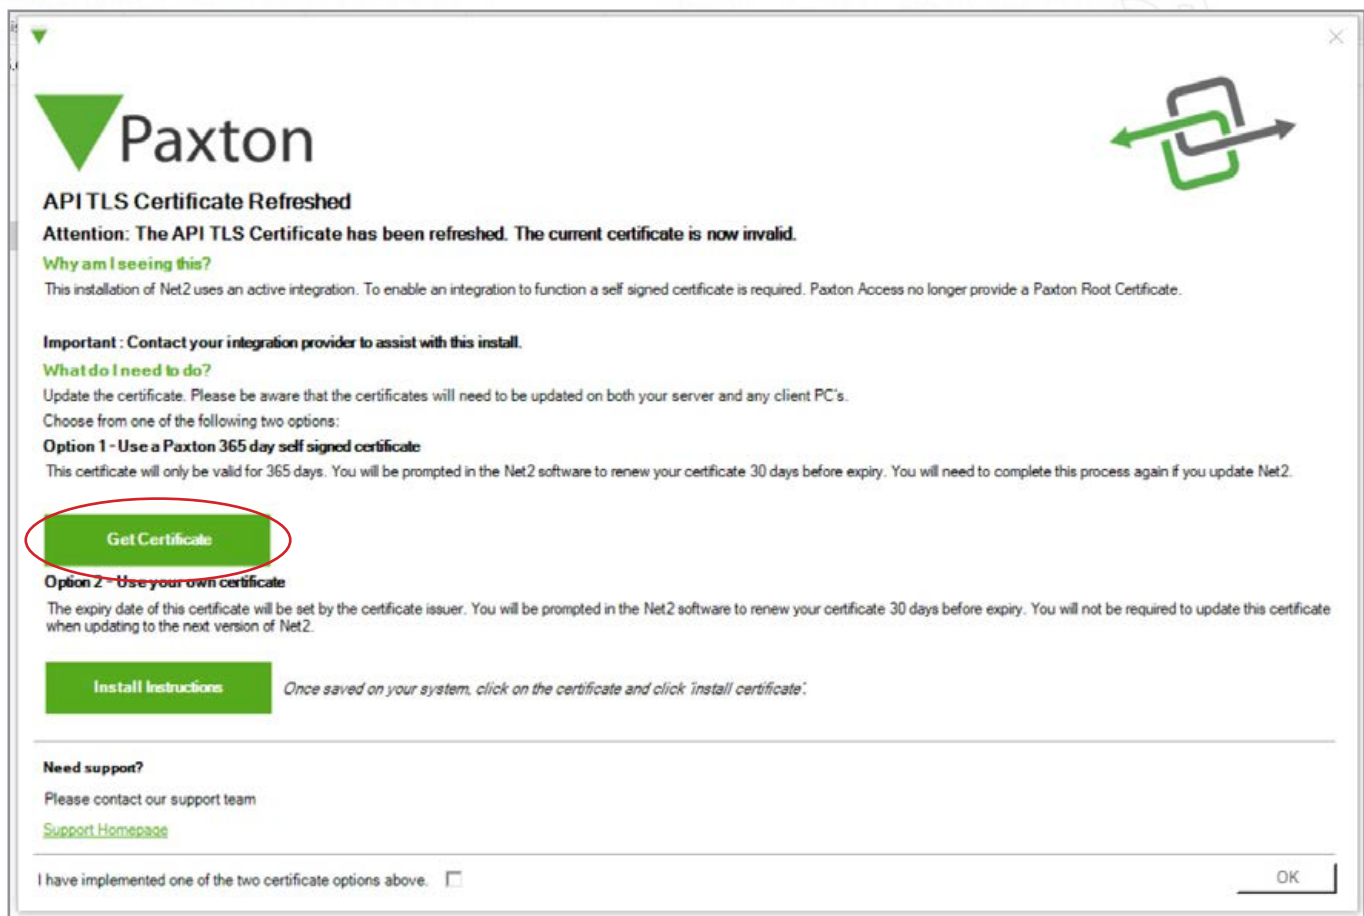 Paxton
API TLS Certificate Refreshed
Attention: The API TLS Certificate has been refreshed. The current certificate is now invalid.
Why am I seeing this?
This installation of Net2 uses an active integration. To enable an integration to function a self signed certificate is required. Paxton Access no longer provide a Paxton Root Certificate.
Important : Contact your integration provider to assist with this install.
What do I need to do?
Update the certificate. Please be aware that the certificates will need to be updated on both your server and any client PC's.
Choose from one of the following two options:
Option 1 - Use a Paxton 365 day self signed certificate
This certificate will only be valid for 365 days. You will be prompted in the Net2 software to renew your certificate 30 days before expiry. You will need to complete this process again if you update Net2.
Get Certificate
Option 2 - Use your own certificate
The expiry date of this certificate will be set by the certificate issuer. You will be prompted in the Net2 software to renew your certificate 30 days before expiry. You will not be required to update this certificate
when updating to the next version of Net2.
Install Instructions
Once saved on your system, click on the certificate and click 'install certificate'.
Need support?
Please contact our support team
Support Homepage
I have implemented one of the two certificate options above.
OK